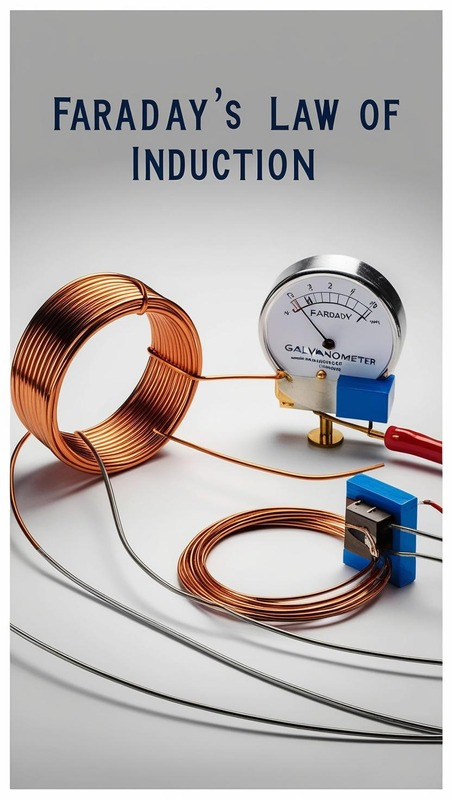 Faraday's Law of
Induction
FARADAY
GALVANOMETER